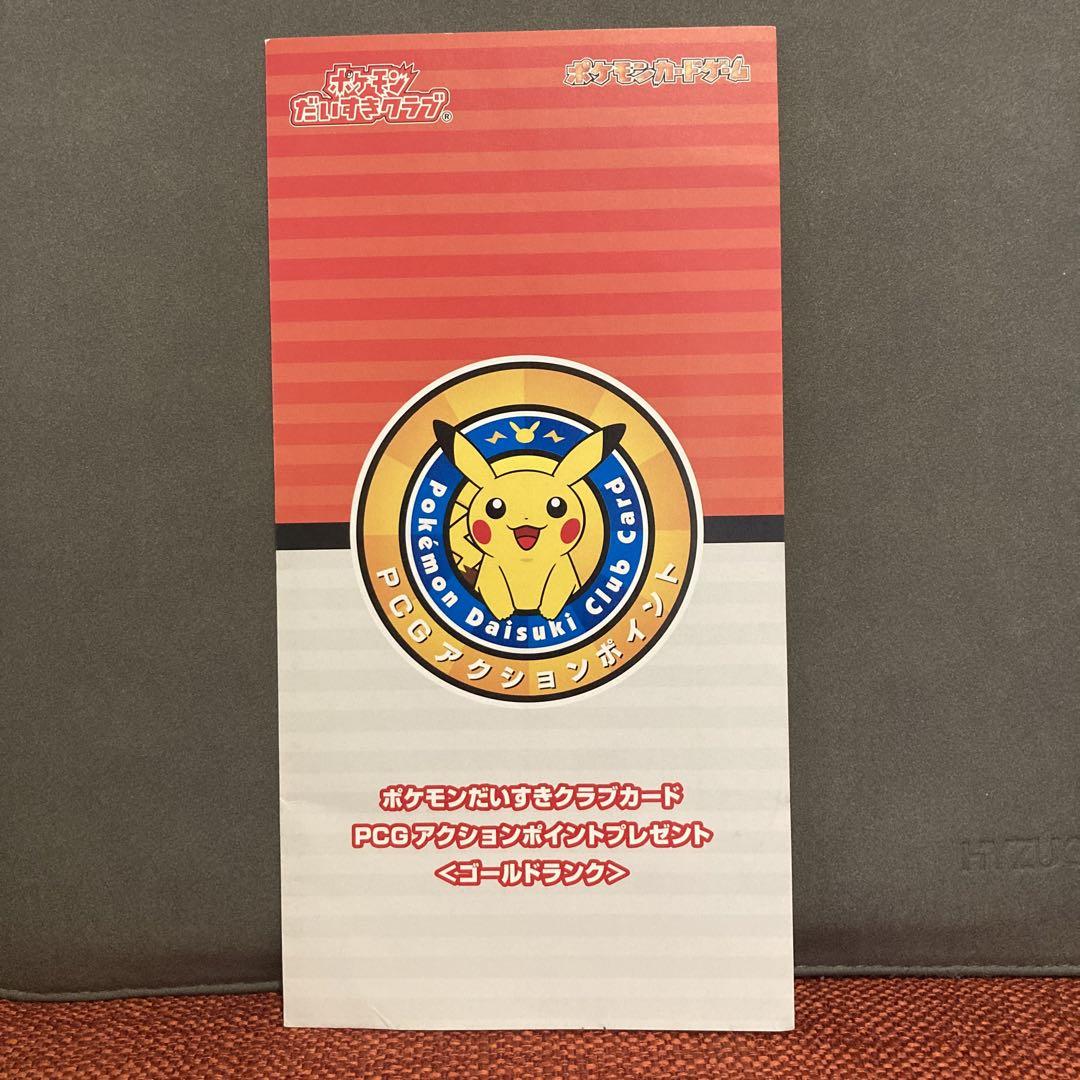 ポケモン
だいすきクラブ®
ポケモンカードゲーム
Pokémon Daisuki Club Card
PCGアクションポイント
ポケモンだいすきクラブカード
PCGアクションポイントプレゼント
<ゴールドランク>